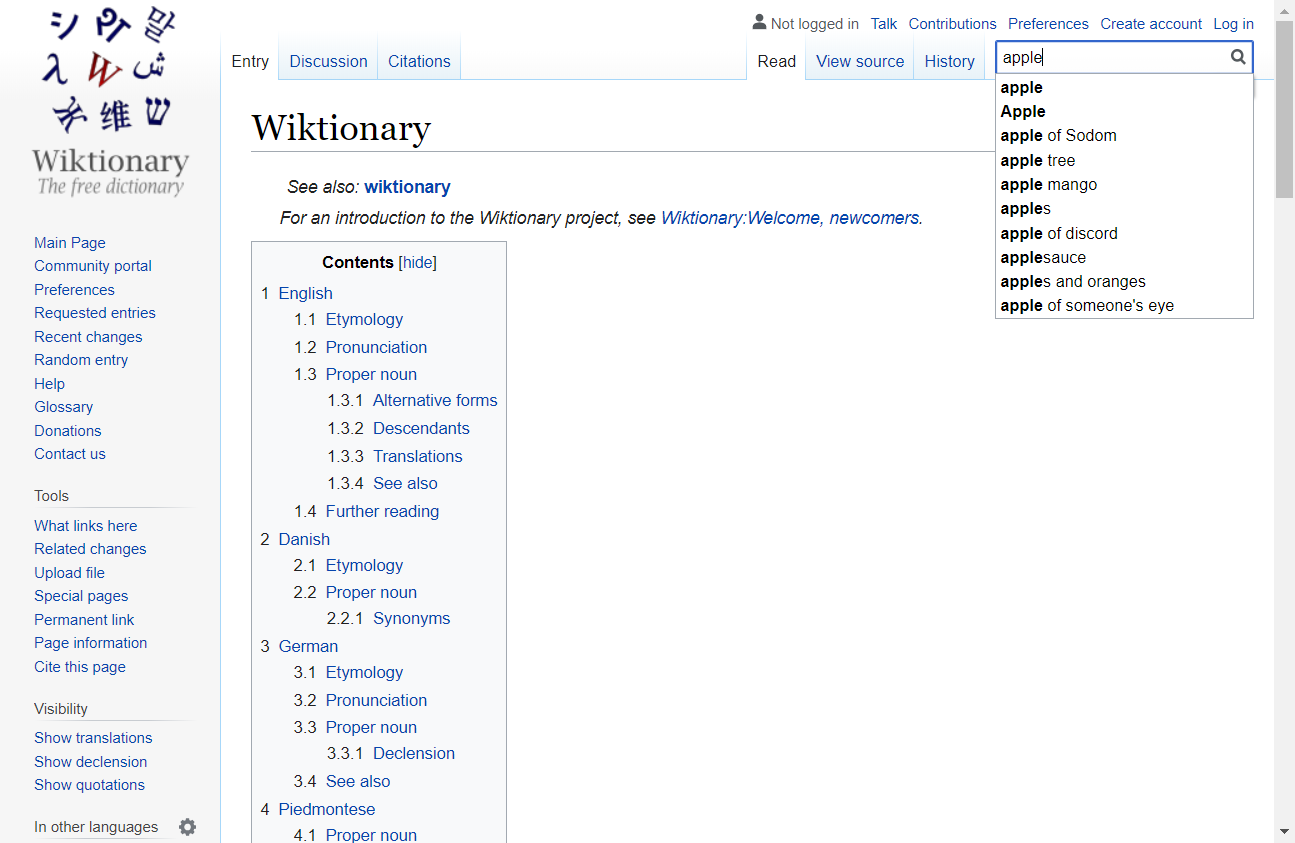 Wiktionary
The free dictionary
Main Page
Community portal
Preferences
Requested entries
Recent changes
Random entry
Help
Glossary
Donations
Contact us
Tools
What links here
Related changes
Upload file
Special pages
Permanent link
Page information
Cite this page
Visibility
Show translations
Show declension
Show quotations
In other languages
Not logged in Talk Contributions Preferences Create account Log in
Entry Discussion Citations Read View source History
apple
apple
Apple
apple of Sodom
apple tree
apple mango
apples
apple of discord
applesauce
apples and oranges
apple of someone's eye
Wiktionary
See also: wiktionary
For an introduction to the Wiktionary project, see Wiktionary:Welcome, newcomers.
Contents [hide]
1 English
1.1 Etymology
1.2 Pronunciation
1.3 Proper noun
1.3.1 Alternative forms
1.3.2 Descendants
1.3.3 Translations
1.3.4 See also
1.4 Further reading
2 Danish
2.1 Etymology
2.2 Proper noun
2.2.1 Synonyms
3 German
3.1 Etymology
3.2 Pronunciation
3.3 Proper noun
3.3.1 Declension
3.4 See also
4 Piedmontese
4.1 Proper noun